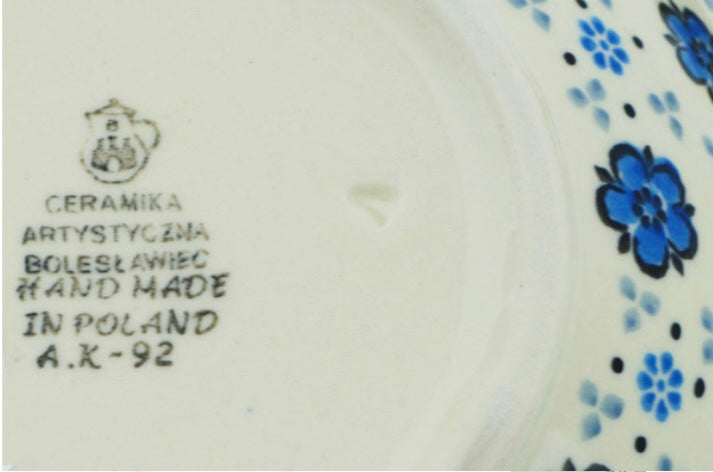 CERAMIKA
ARTYSTYCZNA
BOLESŁAWIEC
HAND MADE
IN POLAND
A.K-92